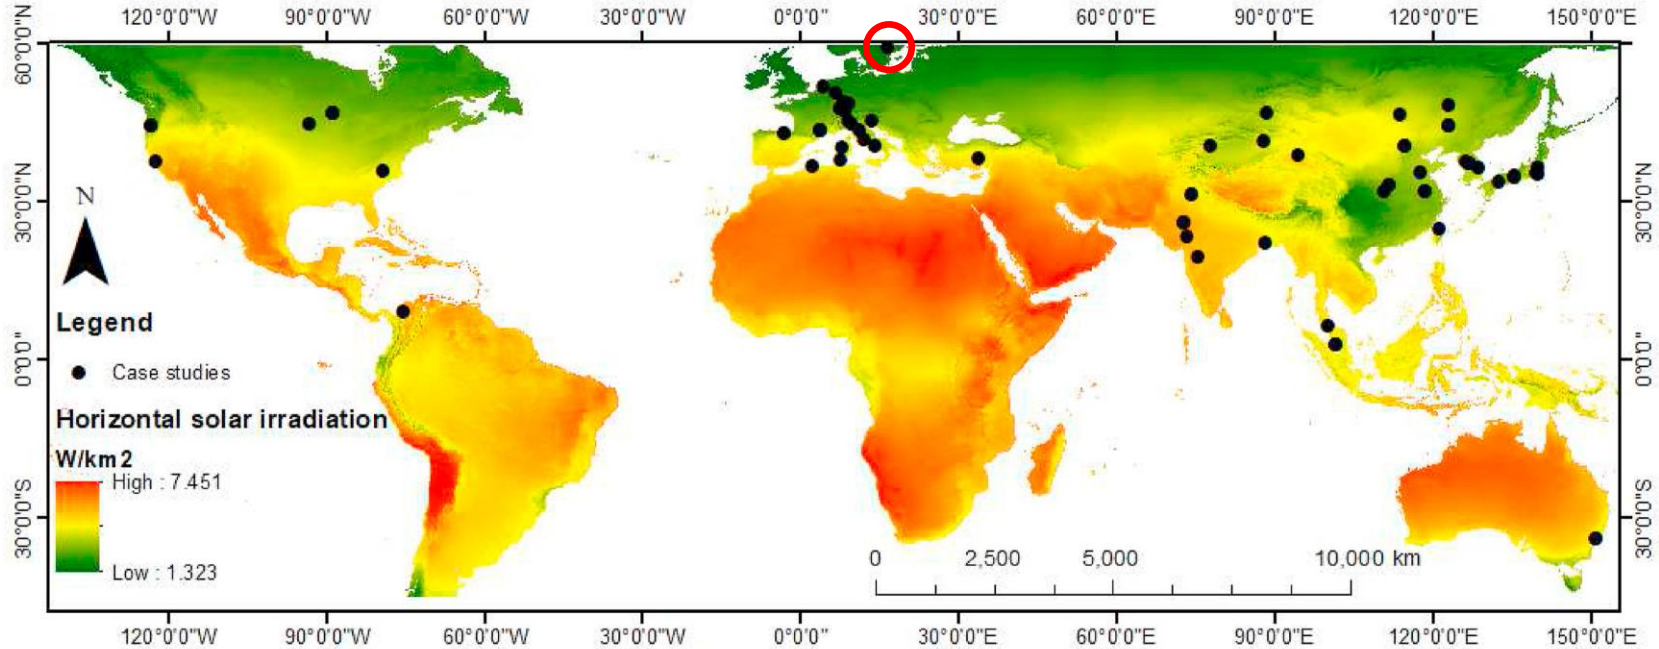 120°0'0"W 90°0'0"W 60°0'0"W 30°0'0"W 0°0'0" 30°0'0"E 60°0'0"E 90°0'0"E 120°0'0"E 150°0'0"E
60°0'0"N
30°0'0"N 30°0'0"N
N
Legend
Case studies
0°0'0" 0°0'0"
Horizontal solar irradiation
W/km2
High : 7.451
Low : 1.323
30°0'0"S 30°0'0"S
0 2,500 5,000 10,000 km
120°0'0"W 90°0'0"W 60°0'0"W 30°0'0"W 0°0'0" 30°0'0"E 60°0'0"E 90°0'0"E 120°0'0"E 150°0'0"E